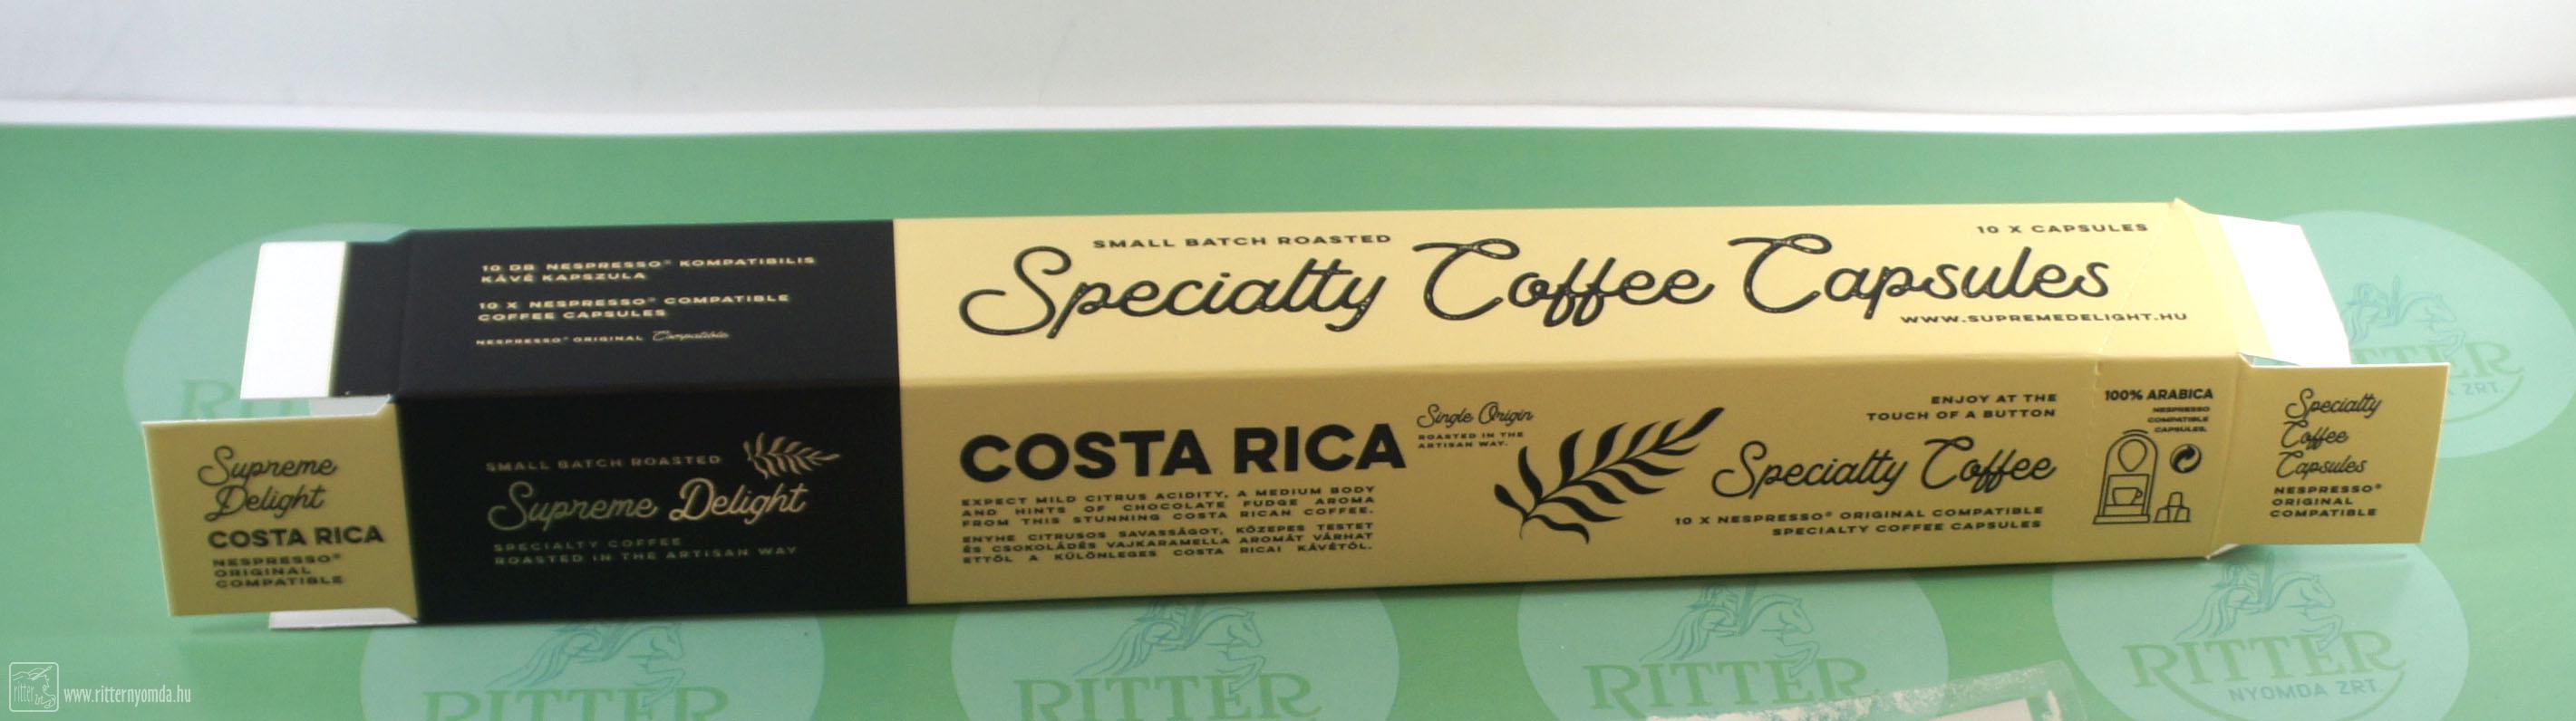 10 DB NESPRESSO® KOMPATIBILIS
KÁVÉ KAPSZULA
10 X NESPRESSO® COMPATIBLE
COFFEE CAPSULES
NESPRESSO® ORIGINAL Compatible
SMALL BATCH ROASTED
10 X CAPSULES
Specialty Coffee Capsules
WWW.SUPREMEDELIGHT.HU
Supreme
Delight
COSTA RICA
NESPRESSO®
ORIGINAL
COMPATIBLE
SMALL BATCH ROASTED
Supreme Delight
SPECIALTY COFFEE
ROASTED IN THE ARTISAN WAY
COSTA RICA
Single Origin
ROASTED IN THE
ARTISAN WAY.
EXPECT MILD CITRUS ACIDITY, A MEDIUM BODY
AND HINTS OF CHOCOLATE FUDGE AROMA
FROM THIS STUNNING COSTA RICAN COFFEE.
ENYHE CITRUSOS SAVASSÁGOT, KÖZEPES TESTET
ÉS CSOKOLÁDÉS VAJKARAMELLA AROMÁT VÁRHAT
ETTŐL A KÜLÖNLEGES COSTA RICAI KÁVÉTÓL.
ENJOY AT THE
TOUCH OF A BUTTON
Specialty Coffee
10 X NESPRESSO® ORIGINAL COMPATIBLE
SPECIALTY COFFEE CAPSULES
100% ARABICA
NESPRESSO
COMPATIBLE
CAPSULES.
Specialty
Coffee
Capsules
NESPRESSO®
ORIGINAL
COMPATIBLE
RITTER
RITTER
RITTER
RITTER
NYOMDA ZRT.
ZRT.
ritter
www.ritternyomda.hu